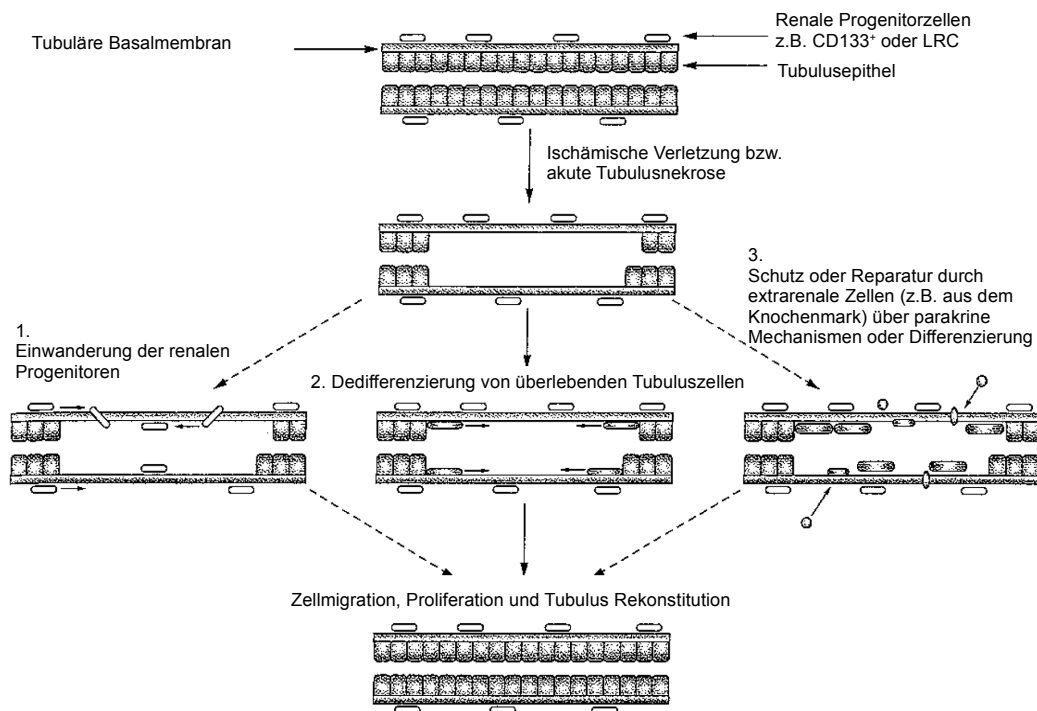 Renale Progenitorzellen
z.B. CD133⁺ oder LRC
Tubuläre Basalmembran
Tubulusepithel
Ischämische Verletzung bzw.
akute Tubulusnekrose
3.
Schutz oder Reparatur durch
extrarenale Zellen (z.B. aus dem
Knochenmark) über parakrine
Mechanismen oder Differenzierung
1.
Einwanderung der renalen
Progenitoren
2. Dedifferenzierung von überlebenden Tubuluszellen
Zellmigration, Proliferation und Tubulus Rekonstitution